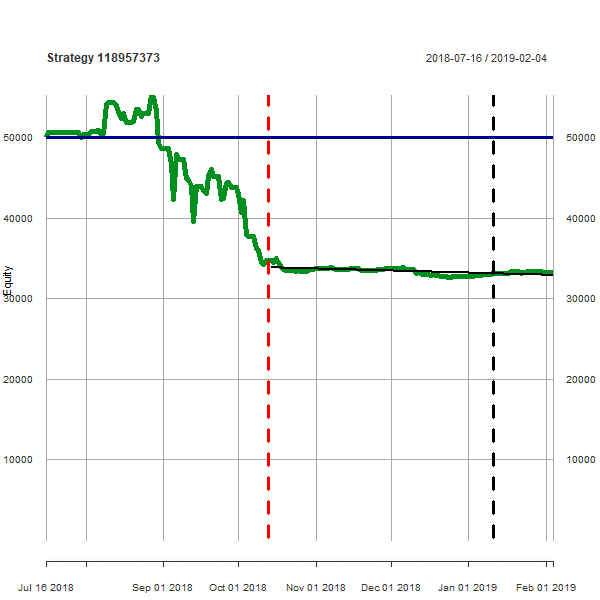 Strategy 118957373 2018-07-16 / 2019-02-04
50000 50000
40000 40000
Equity
30000 30000
20000 20000
10000 10000
Jul 16 2018 Sep 01 2018 Oct 01 2018 Nov 01 2018 Dec 01 2018 Jan 01 2019 Feb 01 2019